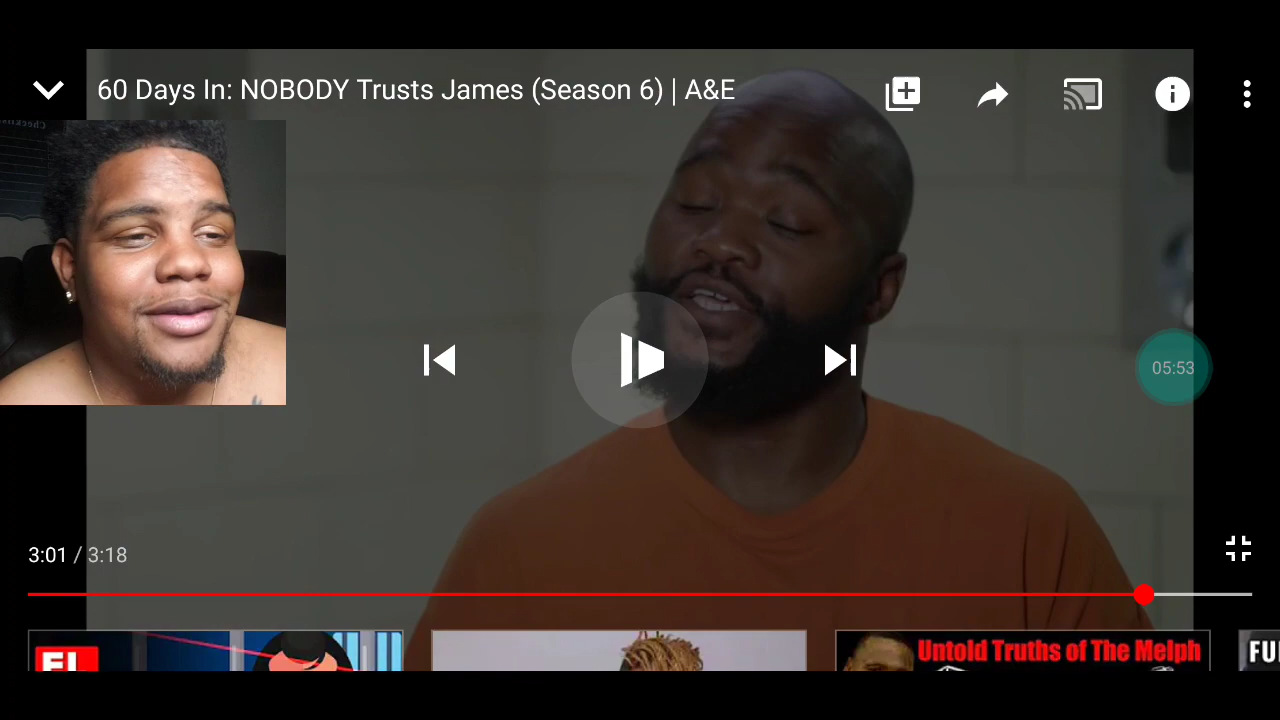 60 Days In: NOBODY Trusts James (Season 6) | A&E
05:53
3:01 / 3:18
Untold Truths of The Melph